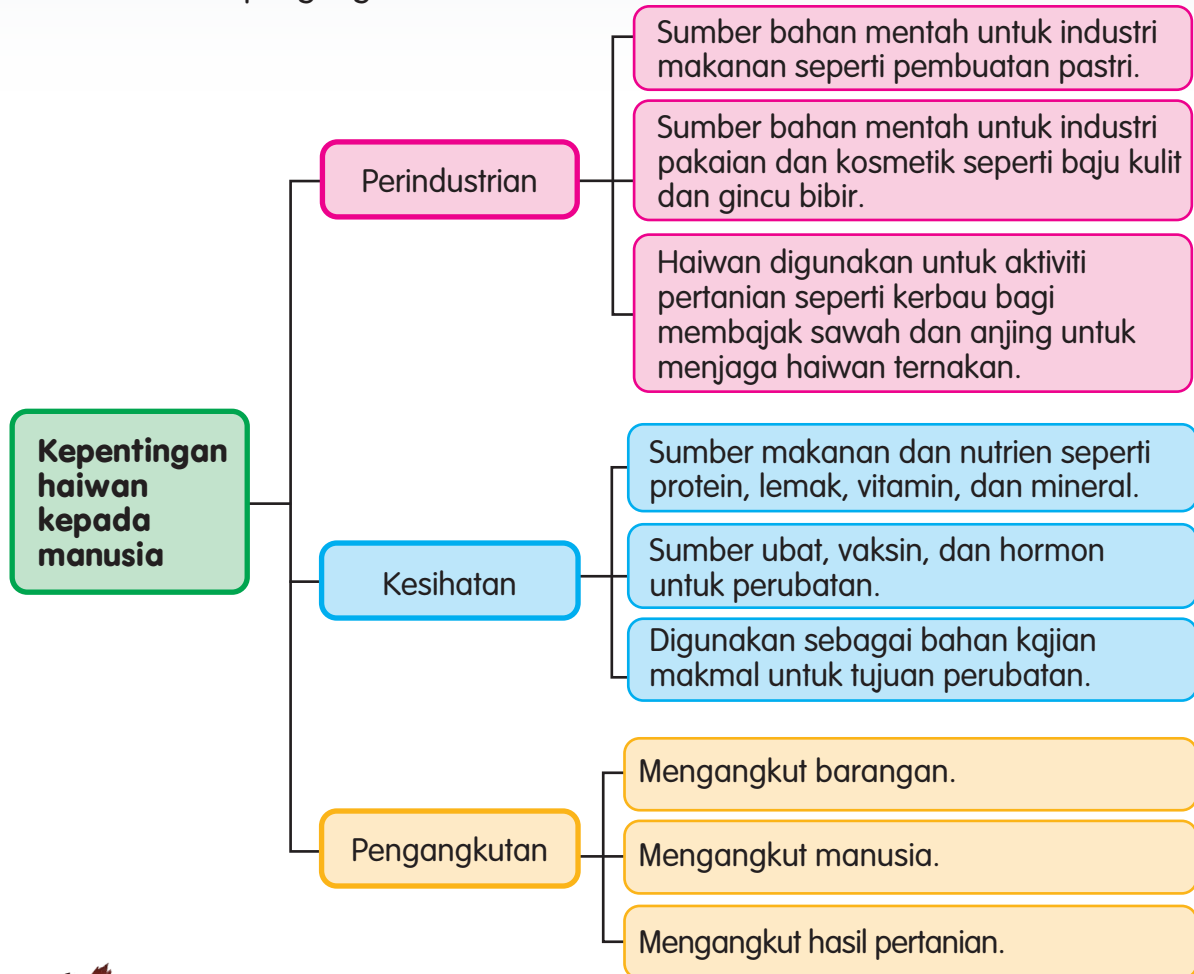 Sumber bahan mentah untuk industri
makanan seperti pembuatan pastri.
Sumber bahan mentah untuk industri
pakaian dan kosmetik seperti baju kulit
dan gincu bibir.
Perindustrian
Haiwan digunakan untuk aktiviti
pertanian seperti kerbau bagi
membajak sawah dan anjing untuk
menjaga haiwan ternakan.
Kepentingan
haiwan
kepada
manusia
Sumber makanan dan nutrien seperti
protein, lemak, vitamin, dan mineral.
Kesihatan
Sumber ubat, vaksin, dan hormon
untuk perubatan.
Digunakan sebagai bahan kajian
makmal untuk tujuan perubatan.
Mengangkut barangan.
Pengangkutan
Mengangkut manusia.
Mengangkut hasil pertanian.